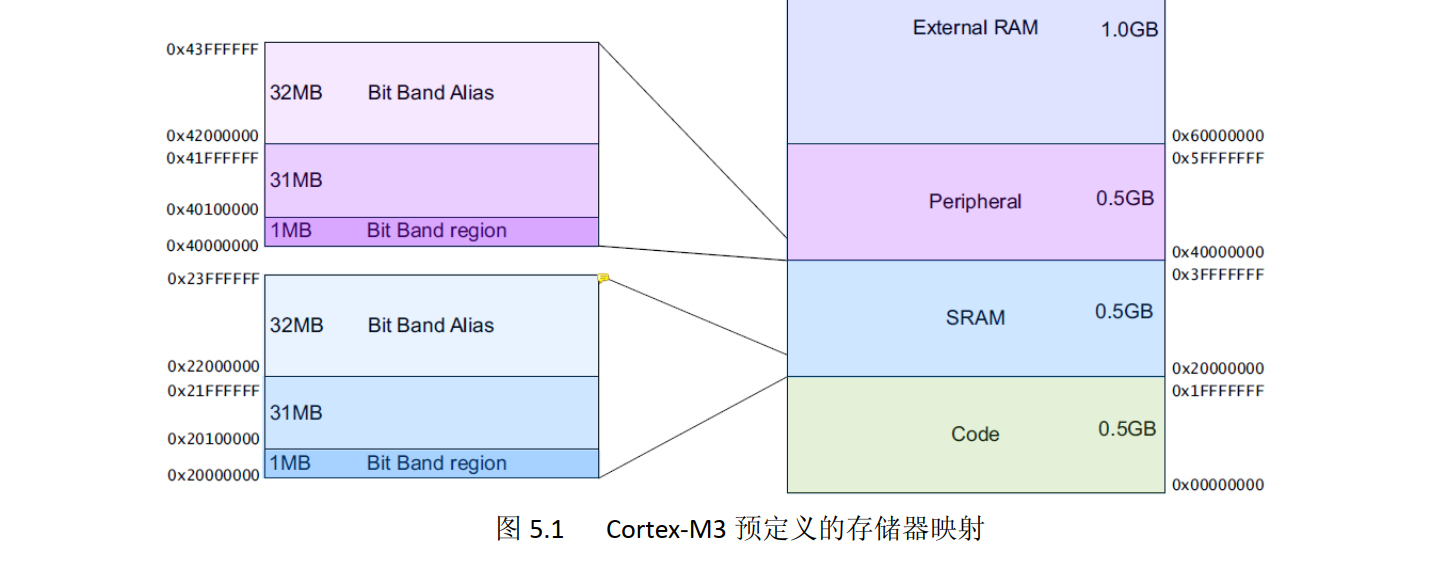 External RAM 1.0GB
0x43FFFFFF
32MB Bit Band Alias
0x42000000
0x60000000
0x41FFFFFF
0x5FFFFFFF
31MB
Peripheral 0.5GB
0x40100000
1MB Bit Band region
0x40000000
0x40000000
0x23FFFFFF
0x3FFFFFFF
32MB Bit Band Alias
SRAM 0.5GB
0x22000000
0x20000000
0x21FFFFFF
0x1FFFFFFF
31MB
Code 0.5GB
0x20100000
1MB Bit Band region
0x20000000
0x00000000
图 5.1 Cortex-M3 预定义的存储器映射